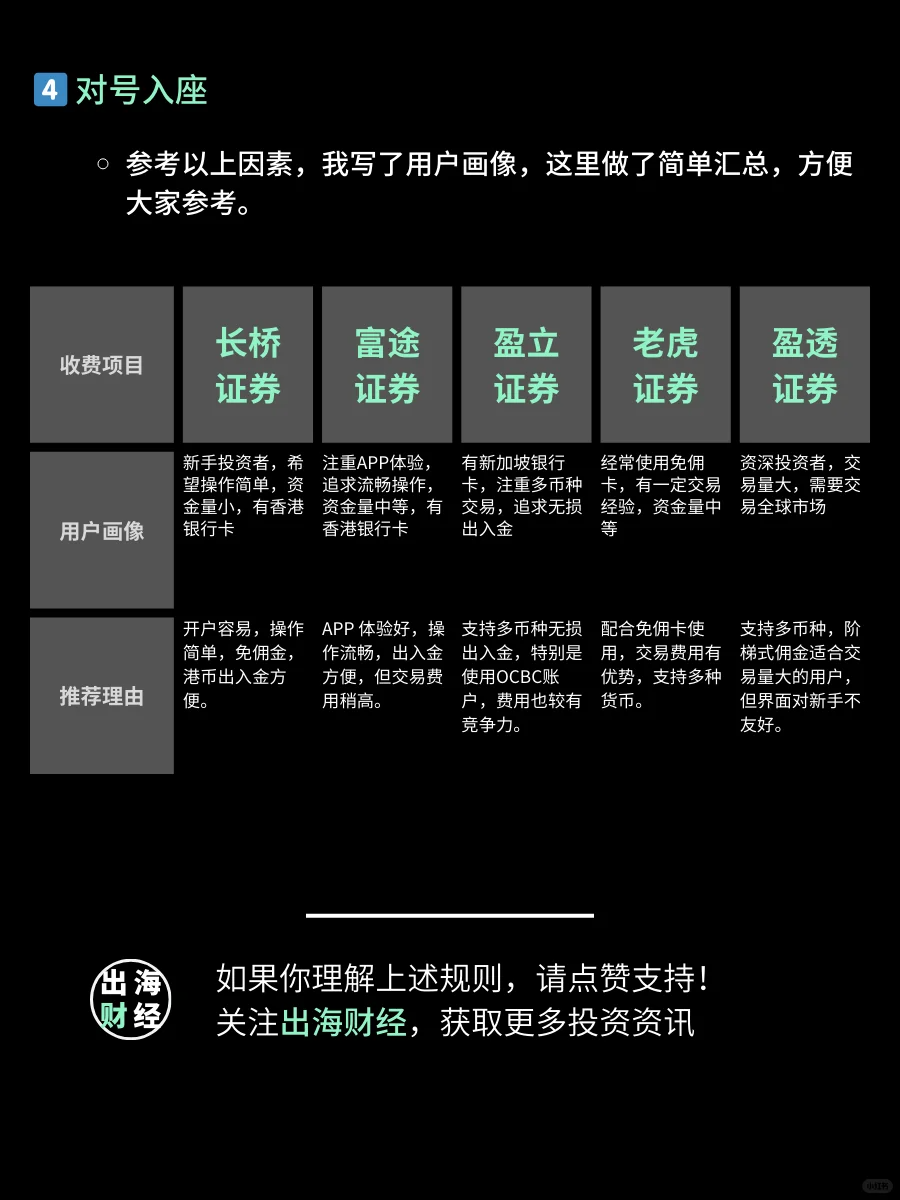 4 对号入座
参考以上因素，我写了用户画像，这里做了简单汇总，方便
大家参考。
收费项目
长桥
证券
富途
证券
盈立
证券
老虎
证券
盈透
证券
用户画像
新手投资者，希
望操作简单，资
金量小，有香港
银行卡
注重APP体验，
追求流畅操作，
资金量中等，有
香港银行卡
有新加坡银行
卡，注重多币种
交易，追求无损
出入金
经常使用免佣
卡，有一定交易
经验，资金量中
等
资深投资者，交
易量大，需要交
易全球市场
推荐理由
开户容易，操作
简单，免佣金，
港币出入金方
便。
APP 体验好，操
作流畅，出入金
方便，但交易费
用稍高。
支持多币种无损
出入金，特别是
使用OCBC账
户，费用也较有
竞争力。
配合免佣卡使
用，交易费用有
优势，支持多种
货币。
支持多币种，阶
梯式佣金适合交
易量大的用户，
但界面对新手不
友好。
出海
财经
如果你理解上述规则，请点赞支持！
关注出海财经，获取更多投资资讯
小红书